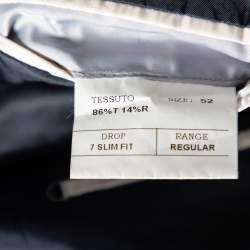 TESSUTO SIZE: 52
86%T 14%R
DROP RANGE
7 SLIM FIT REGULAR